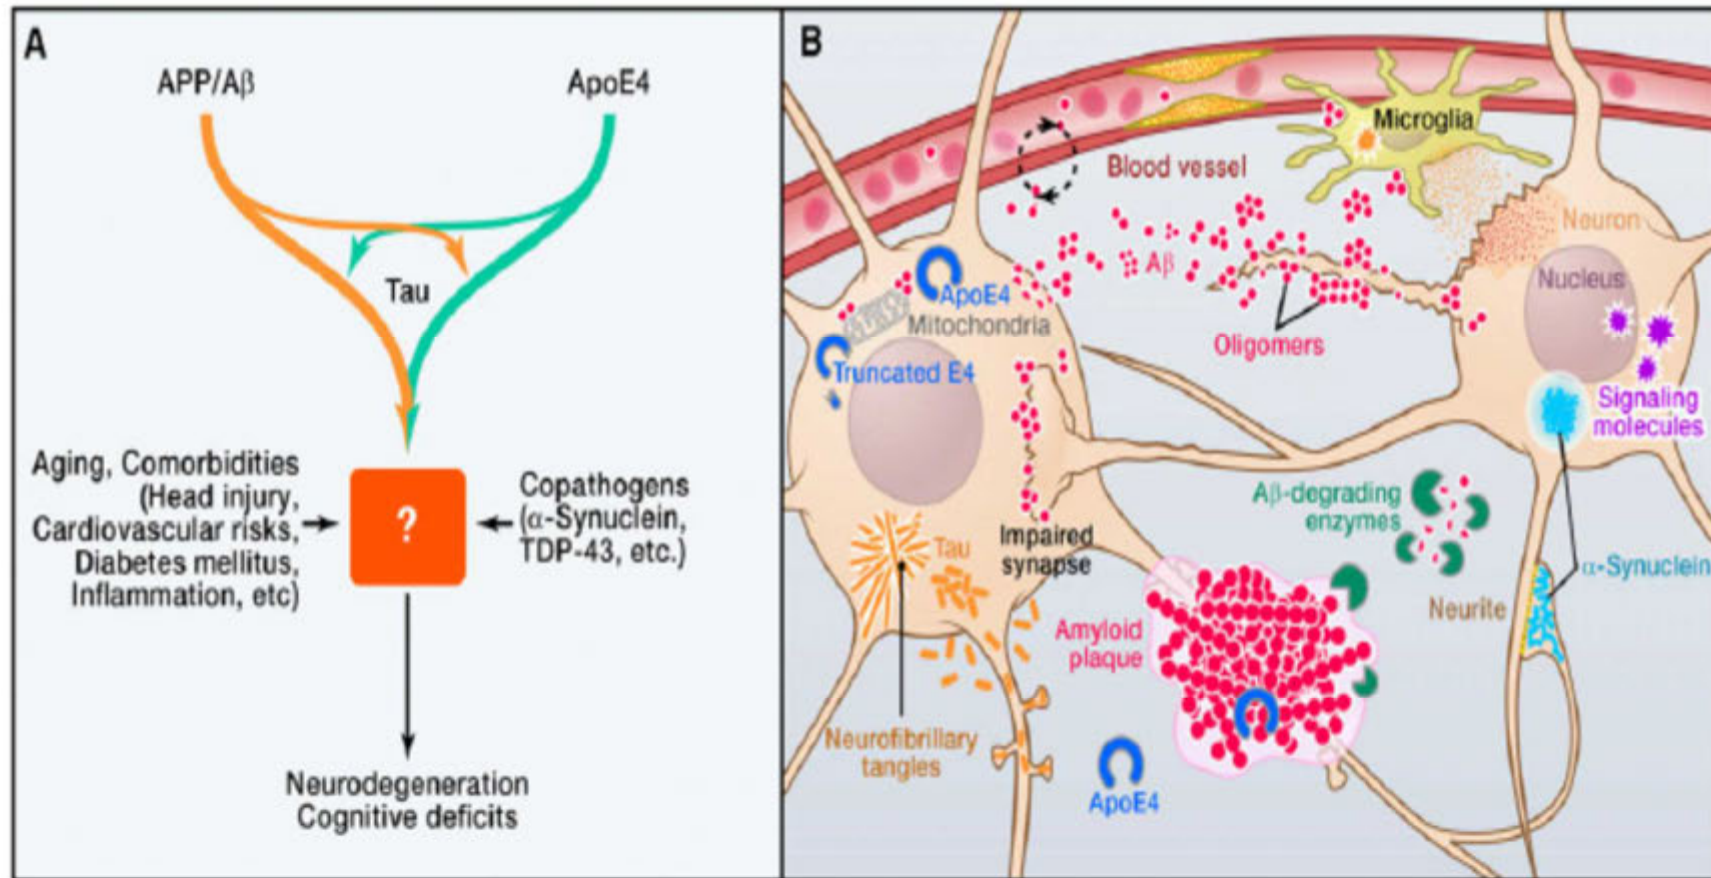 A
APP/Aβ
ApoE4
Tau
Aging, Comorbidities
(Head injury,
Cardiovascular risks,
Diabetes mellitus,
Inflammation, etc)
?
Copathogens
(α-Synuclein,
TDP-43, etc.)
Neurodegeneration
Cognitive deficits
B
Microglia
Blood vessel
Neuron
Aβ
Nucleus
ApoE4
Mitochondria
Oligomers
Truncated E4
Signaling
molecules
Aβ-degrading
enzymes
Tau
Impaired
synapse
α-Synuclein
Neurite
Amyloid
plaque
Neurofibrillary
tangles
ApoE4